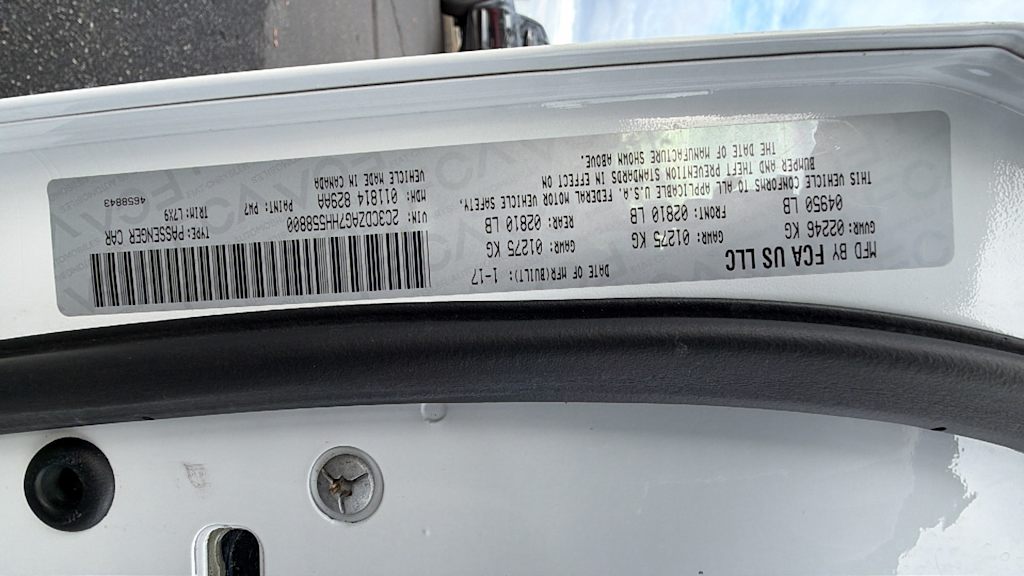 MFD BY FCA US LLC
DATE OF MFR(BUILT): 1-17
GVWR: 02246 KG
04950 LB
GAWR: 01275 KG
FRONT: 02810 LB
GAWR: 01275 KG
REAR: 02810 LB
THIS VEHICLE CONFORMS TO ALL APPLICABLE U.S.A. FEDERAL MOTOR VEHICLE SAFETY,
BUMPER AND THEFT PREVENTION STANDARDS IN EFFECT ON
THE DATE OF MANUFACTURE SHOWN ABOVE.
VIN: 2C3CDZAG7HH558800
TYPE:PASSENGER CAR
MDH: 011814 829AA
PAINT: PW7
TRIM:L7X9
VEHICLE MADE IN CANADA
4658843